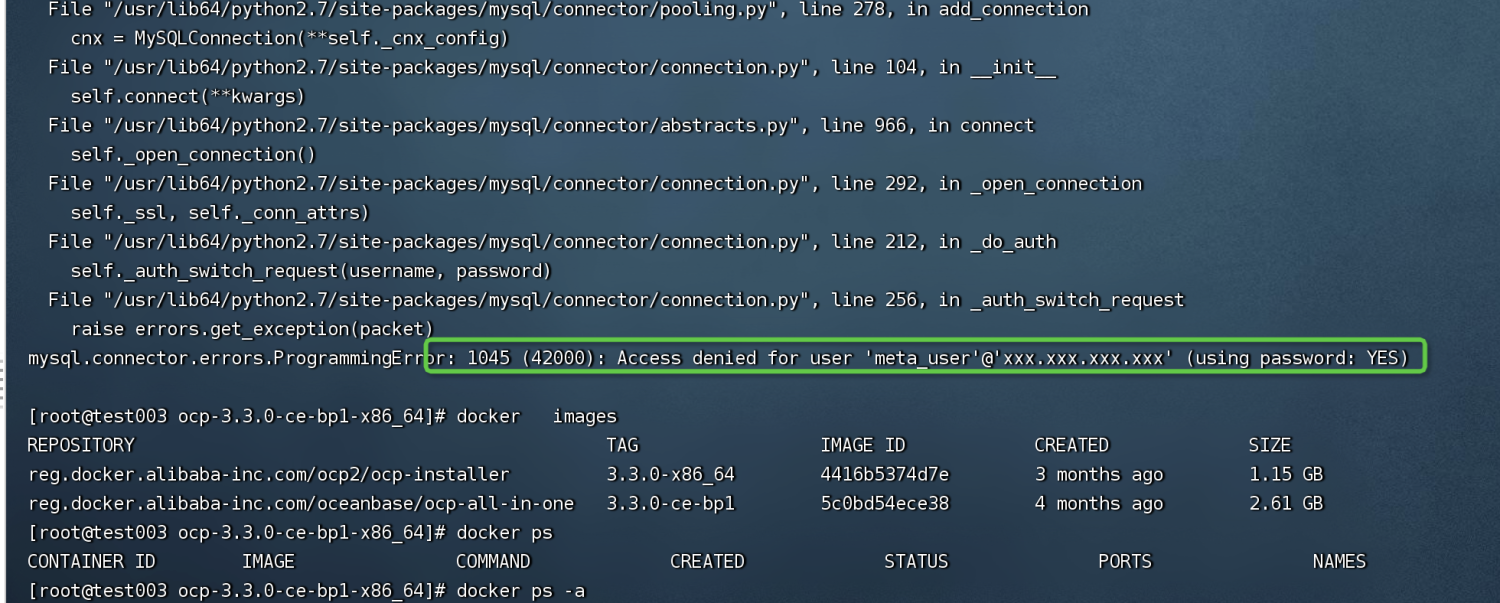 File "/usr/lib64/python2.7/site-packages/mysql/connector/pooling.py", line 278, in add_connection
cnx = MySQLConnection(**self._cnx_config)
File "/usr/lib64/python2.7/site-packages/mysql/connector/connection.py", line 104, in __init__
self.connect(**kwargs)
File "/usr/lib64/python2.7/site-packages/mysql/connector/abstracts.py", line 966, in connect
self._open_connection()
File "/usr/lib64/python2.7/site-packages/mysql/connector/connection.py", line 292, in _open_connection
self._ssl, self._conn_attrs)
File "/usr/lib64/python2.7/site-packages/mysql/connector/connection.py", line 212, in _do_auth
self._auth_switch_request(username, password)
File "/usr/lib64/python2.7/site-packages/mysql/connector/connection.py", line 256, in _auth_switch_request
raise errors.get_exception(packet)
mysql.connector.errors.ProgrammingError: 1045 (42000): Access denied for user 'meta_user'@'xxx.xxx.xxx.xxx' (using password: YES)
[root@test003 ocp-3.3.0-ce-bp1-x86_64]# docker   images
REPOSITORY TAG IMAGE ID CREATED SIZE
reg.docker.alibaba-inc.com/ocp2/ocp-installer 3.3.0-x86_64 4416b5374d7e 3 months ago 1.15 GB
reg.docker.alibaba-inc.com/oceanbase/ocp-all-in-one 3.3.0-ce-bp1 5c0bd54ece38 4 months ago 2.61 GB
[root@test003 ocp-3.3.0-ce-bp1-x86_64]# docker ps
CONTAINER ID IMAGE COMMAND CREATED STATUS PORTS NAMES
[root@test003 ocp-3.3.0-ce-bp1-x86_64]# docker ps -a